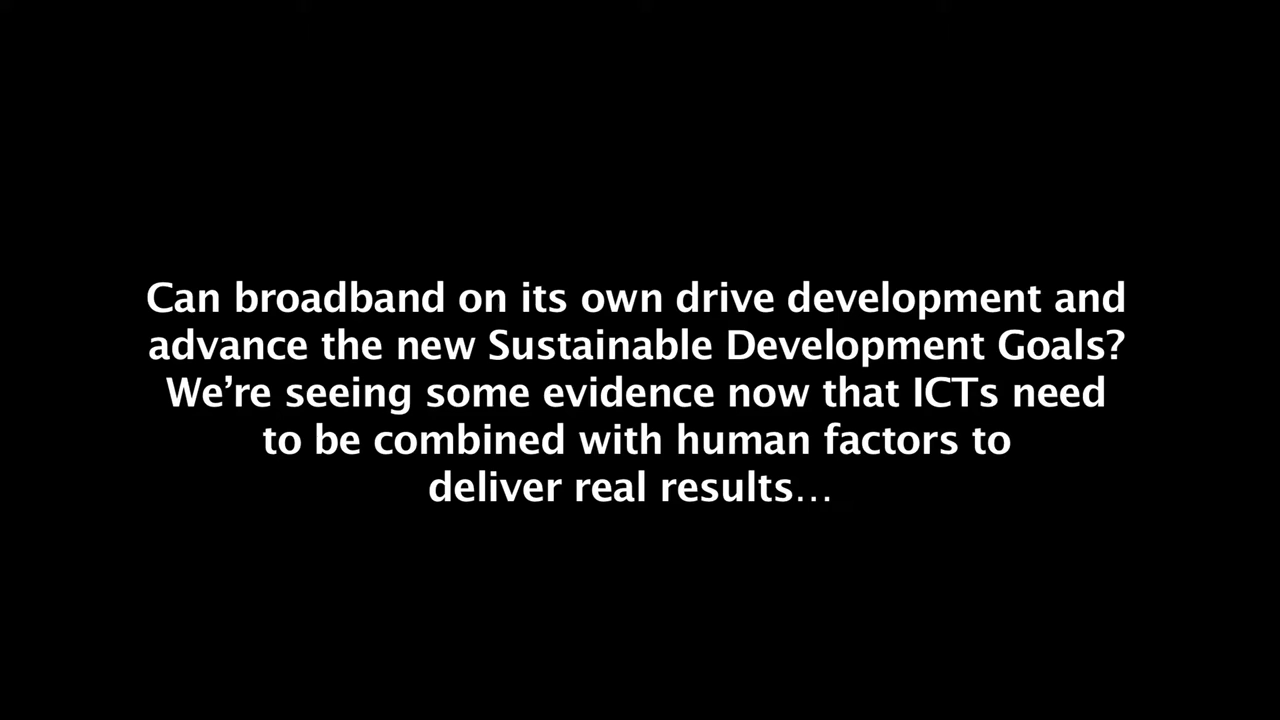 Can broadband on its own drive development and
advance the new Sustainable Development Goals?
We’re seeing some evidence now that ICTs need
to be combined with human factors to
deliver real results…